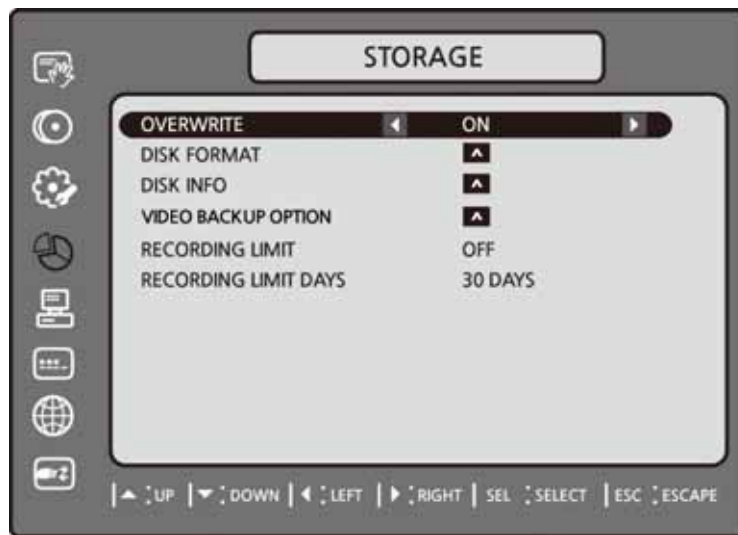 STORAGE
OVERWRITE ON
DISK FORMAT
DISK INFO
VIDEO BACKUP OPTION
RECORDING LIMIT OFF
RECORDING LIMIT DAYS 30 DAYS
▲ : UP ▼ : DOWN ◀ : LEFT ▶ : RIGHT SEL : SELECT ESC : ESCAPE